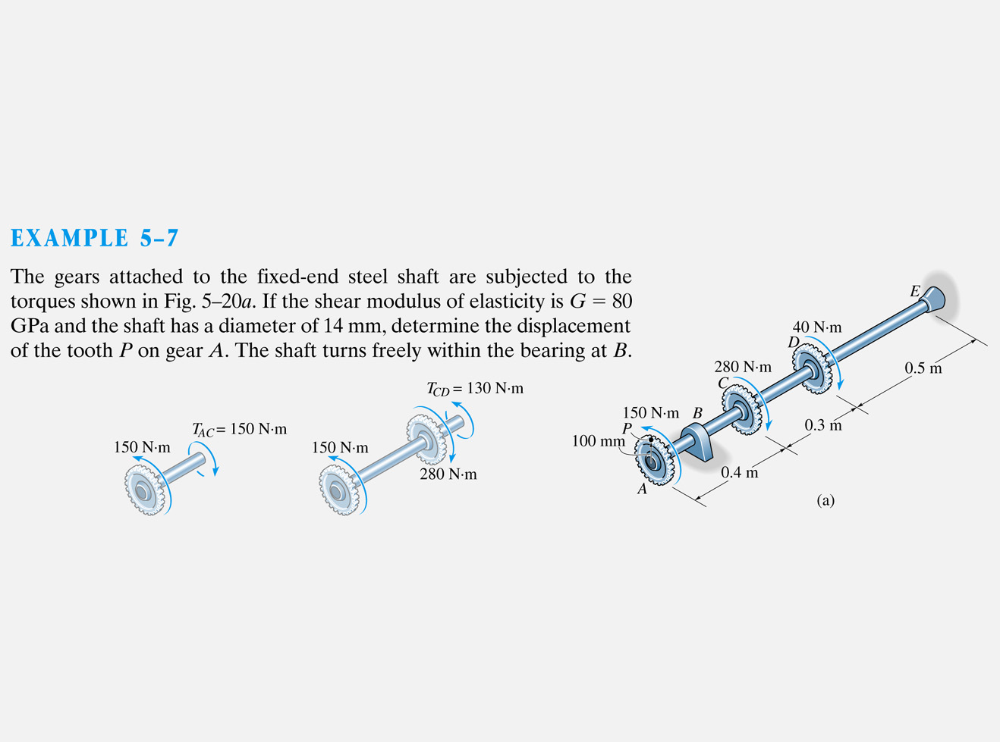 EXAMPLE 5–7
The gears attached to the fixed-end steel shaft are subjected to the
torques shown in Fig. 5–20a. If the shear modulus of elasticity is G = 80
GPa and the shaft has a diameter of 14 mm, determine the displacement
of the tooth P on gear A. The shaft turns freely within the bearing at B.
150 N·m
T_AC = 150 N·m
150 N·m
T_CD = 130 N·m
280 N·m
E
40 N·m
D
0.5 m
280 N·m
C
0.3 m
150 N·m B
P
100 mm
0.4 m
A
(a)